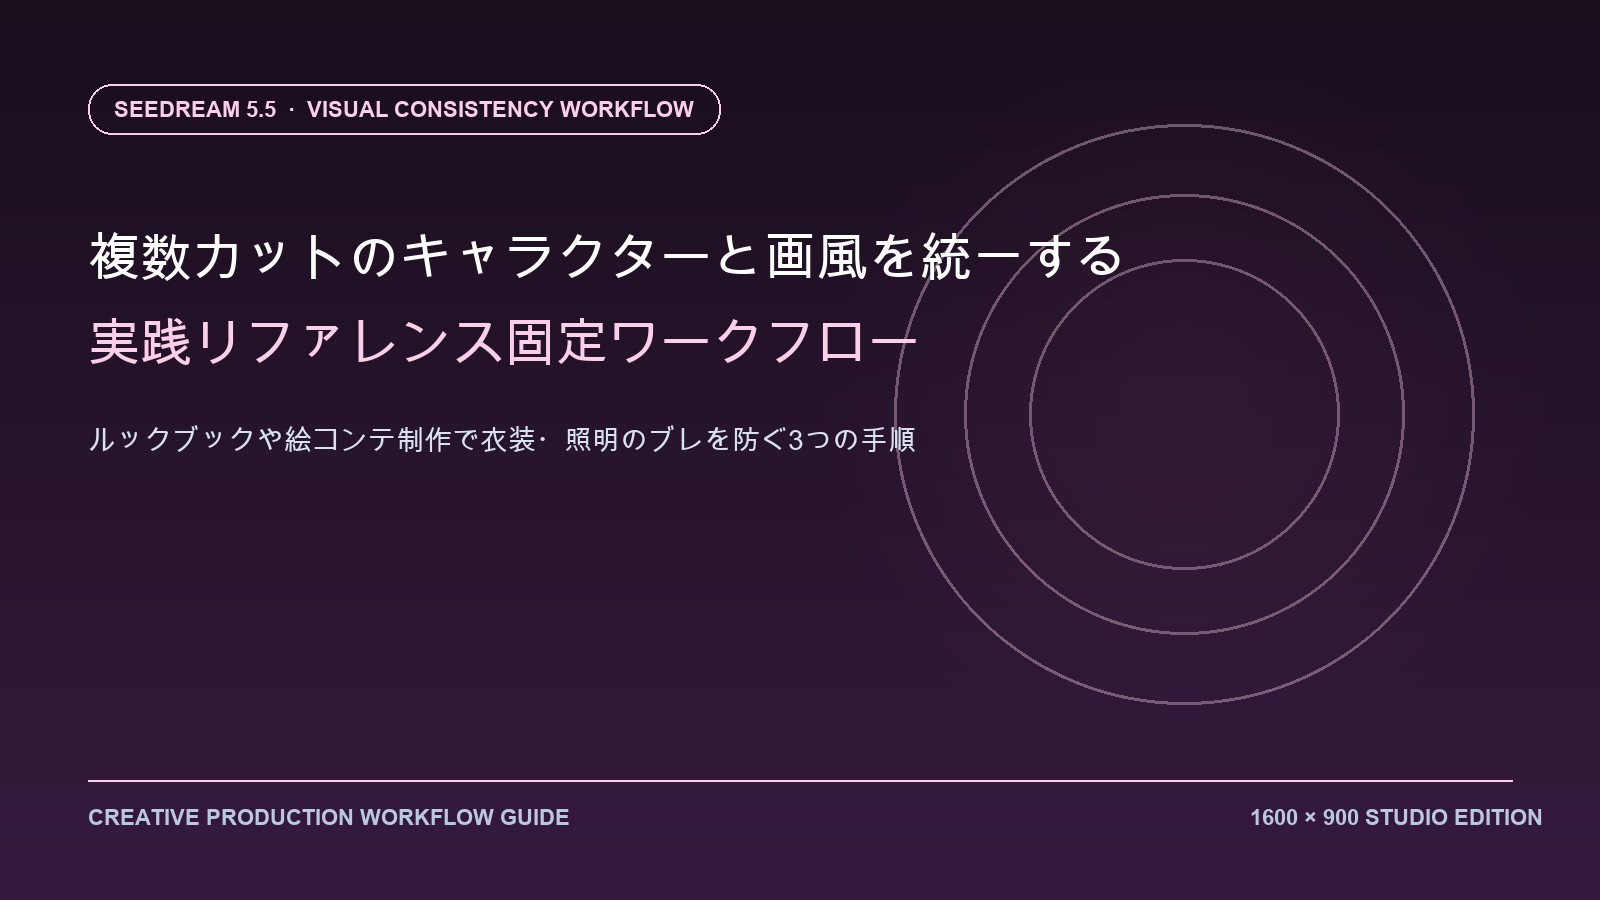 SEEDREAM 5.5 · VISUAL CONSISTENCY WORKFLOW
複数カットのキャラクターと画風を統一する
実践リファレンス固定ワークフロー
ルックブックや絵コンテ制作で衣装· 照明のブレを防ぐ3つの手順
CREATIVE PRODUCTION WORKFLOW GUIDE
1600 × 900 STUDIO EDITION